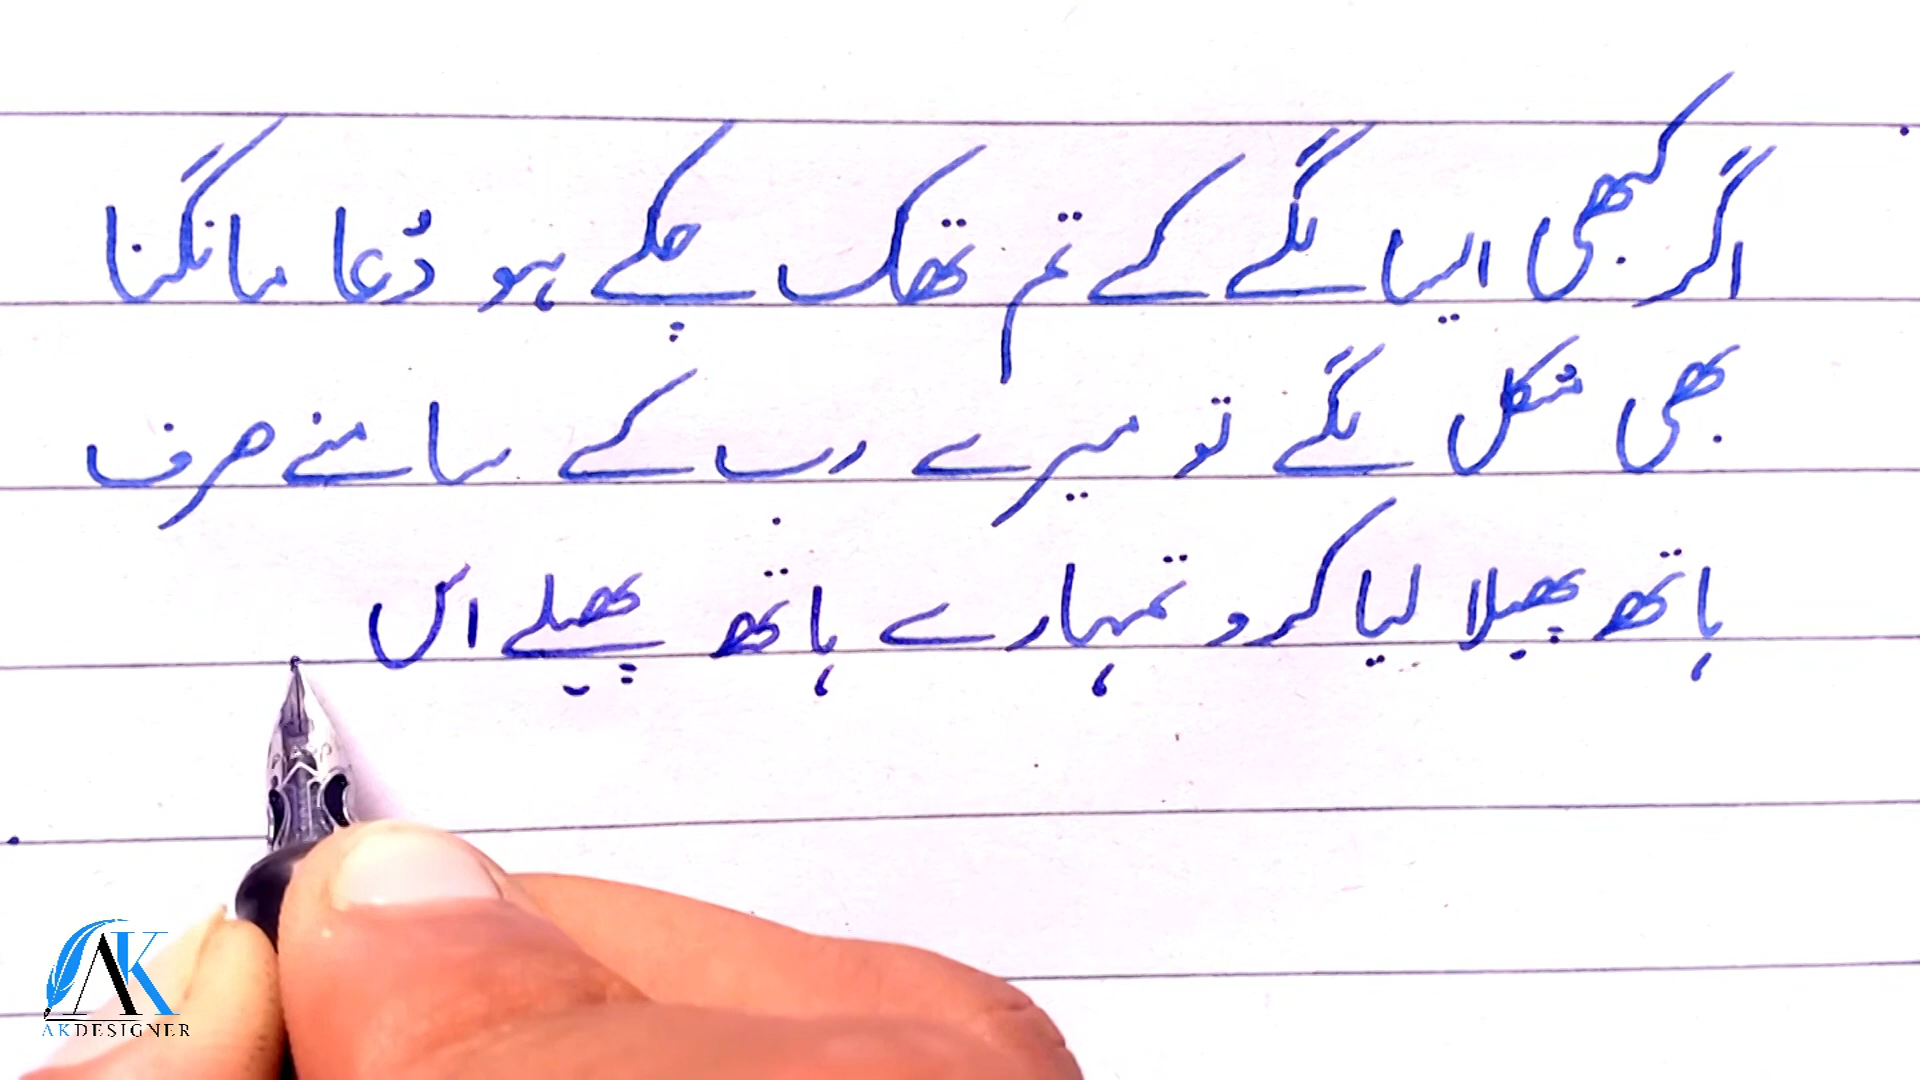 اگر کبھی ایسا لگے کے تم تھک چکے ہو دُعا مانگنا
بھی مشکل لگے تو میرے رب کے سامنے صرف
ہاتھ پھیلا لیا کرو تمہارے ہاتھ پھیلے اس
AK
AKDESIGNER